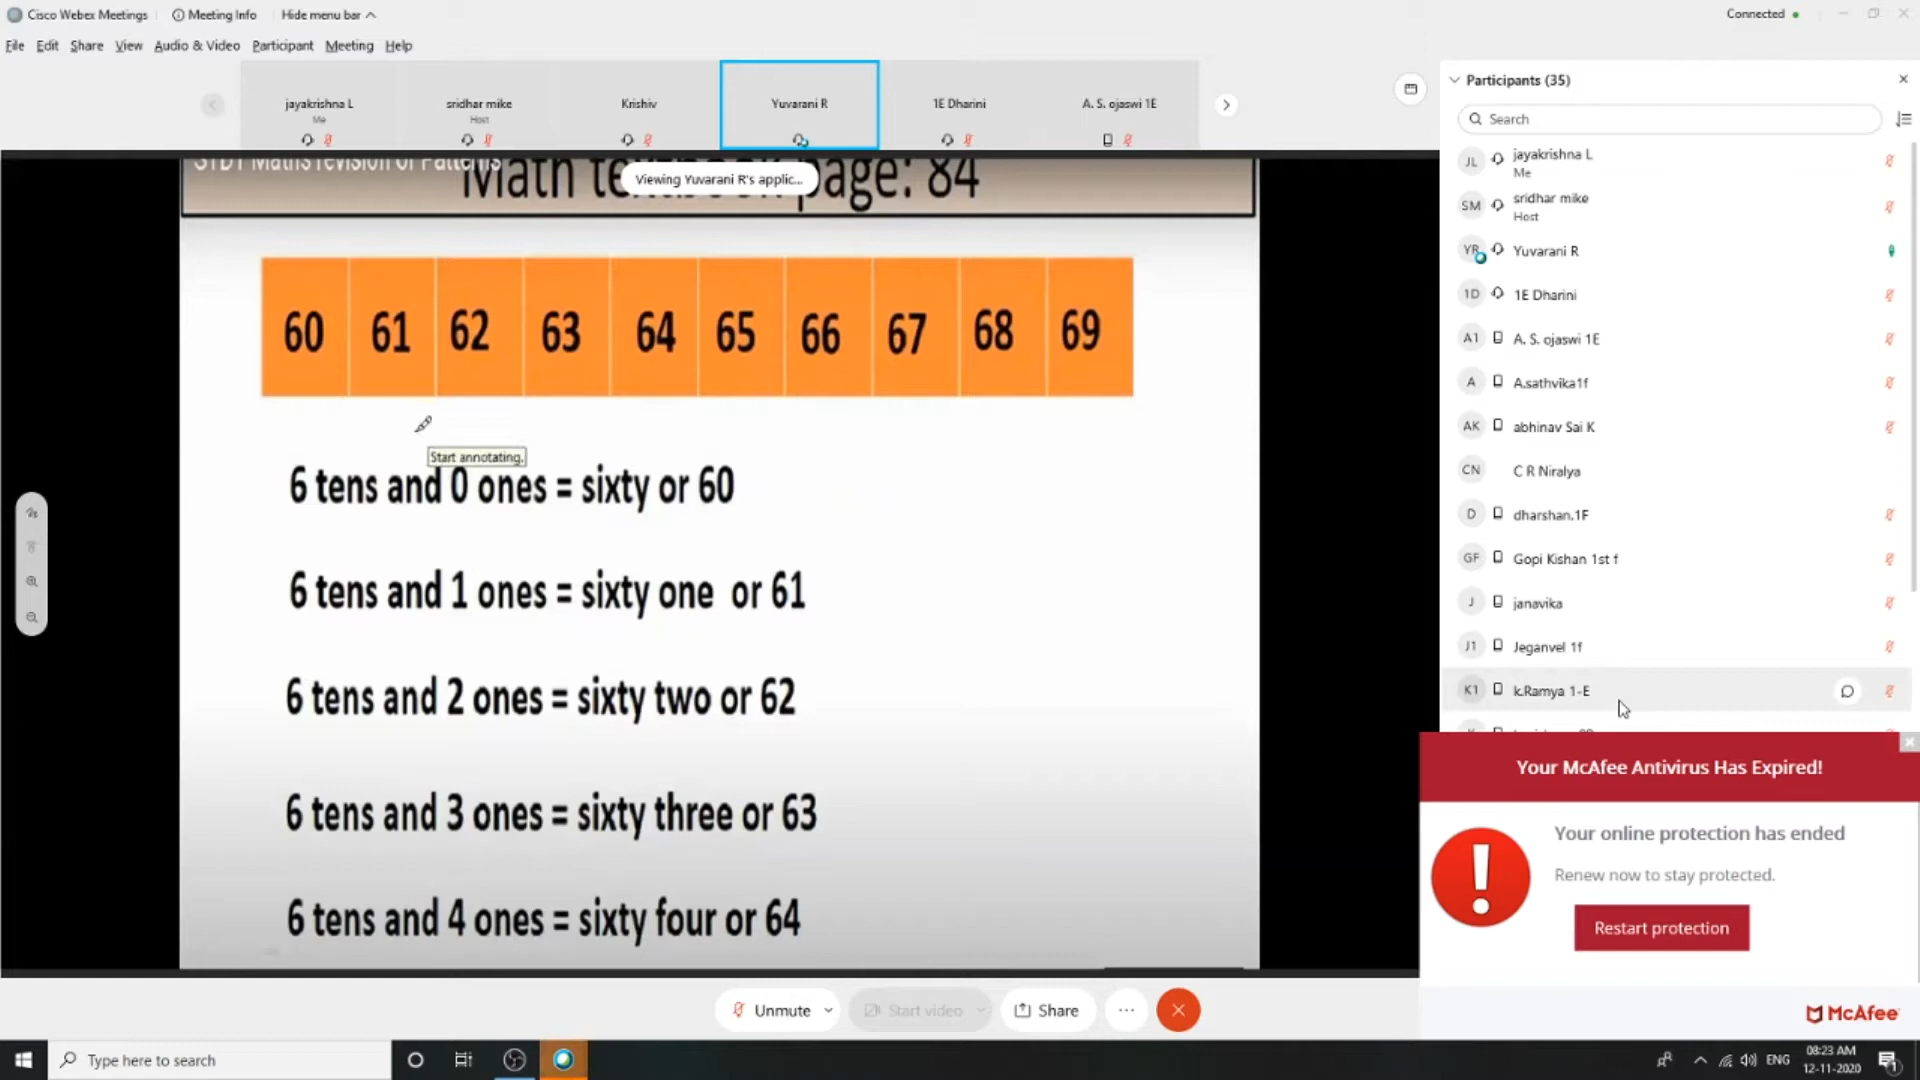 Cisco Webex Meetings Meeting Info Hide menu bar Connected
File Edit Share View Audio & Video Participant Meeting Help
jayakrishna L
Me
sridhar mike
Host
Krishiv
Yuvarani R
1E Dharini
A. S. ojaswi 1E
Participants (35)
Search
STD1 Maths revision of Patterns
Math textbook page: 84
Viewing Yuvarani R's applic...
60 61 62 63 64 65 66 67 68 69
Start annotating.
6 tens and 0 ones = sixty or 60
6 tens and 1 ones = sixty one or 61
6 tens and 2 ones = sixty two or 62
6 tens and 3 ones = sixty three or 63
6 tens and 4 ones = sixty four or 64
JL jayakrishna L
Me
SM sridhar mike
Host
YR Yuvarani R
1D 1E Dharini
A1 A. S. ojaswi 1E
A A.sathvika1f
AK abhinav Sai K
CN C R Niralya
D dharshan.1F
GF Gopi Kishan 1st f
J janavika
J1 Jeganvel 1f
K1 k.Ramya 1-E
Your McAfee Antivirus Has Expired!
Your online protection has ended
Renew now to stay protected.
Restart protection
McAfee
Unmute Start video Share
Type here to search
ENG
08:23 AM
12-11-2020
1